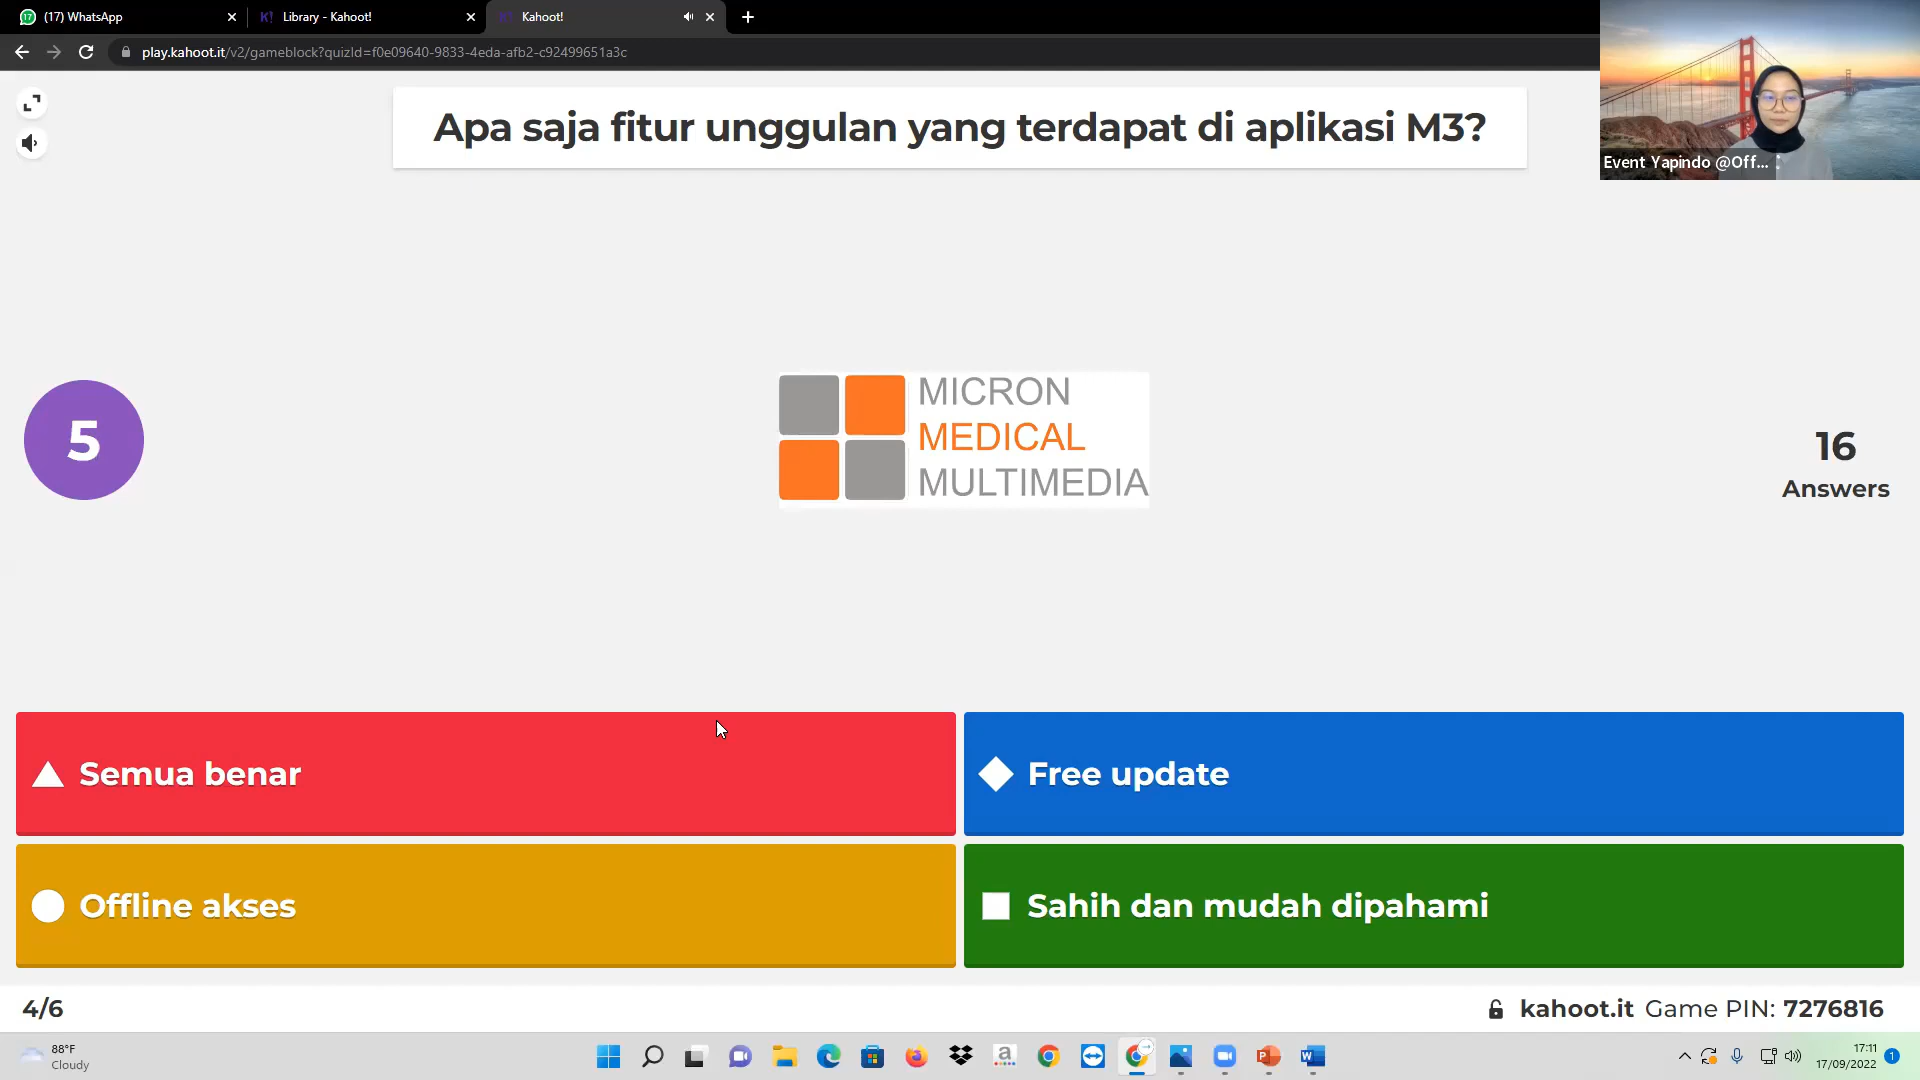 (17) WhatsApp
Library - Kahoot!
Kahoot!
play.kahoot.it/v2/gameblock?quizId=f0e09640-9833-4eda-afb2-c92499651a3c
Apa saja fitur unggulan yang terdapat di aplikasi M3?
Event Yapindo @Off...
5
MICRON
MEDICAL
MULTIMEDIA
16
Answers
Semua benar
Free update
Offline akses
Sahih dan mudah dipahami
4/6
kahoot.it Game PIN: 7276816
88°F
Cloudy
17:11
17/09/2022
1